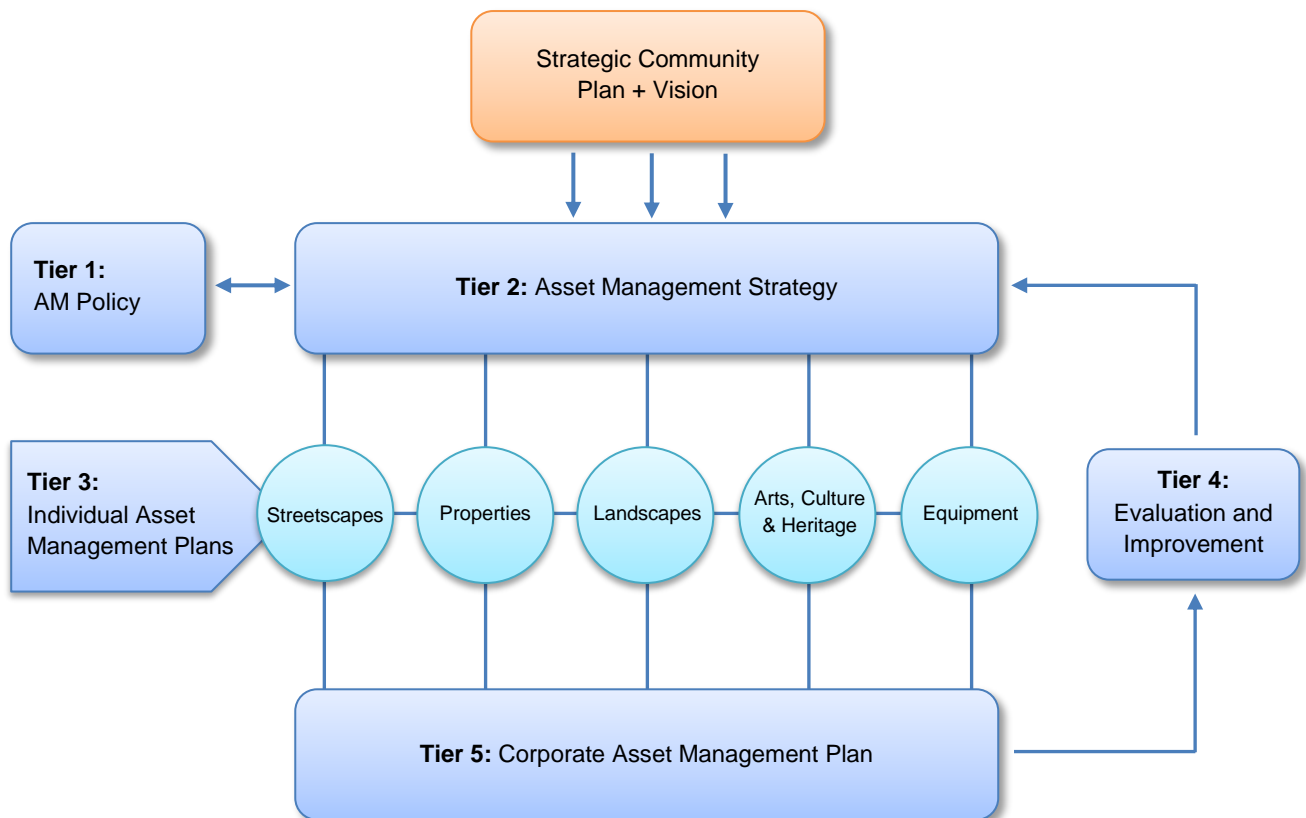 Strategic Community
Plan + Vision
Tier 1:
AM Policy
Tier 2: Asset Management Strategy
Tier 3:
Individual Asset
Management Plans
Streetscapes
Properties
Landscapes
Arts, Culture
& Heritage
Equipment
Tier 4:
Evaluation and
Improvement
Tier 5: Corporate Asset Management Plan